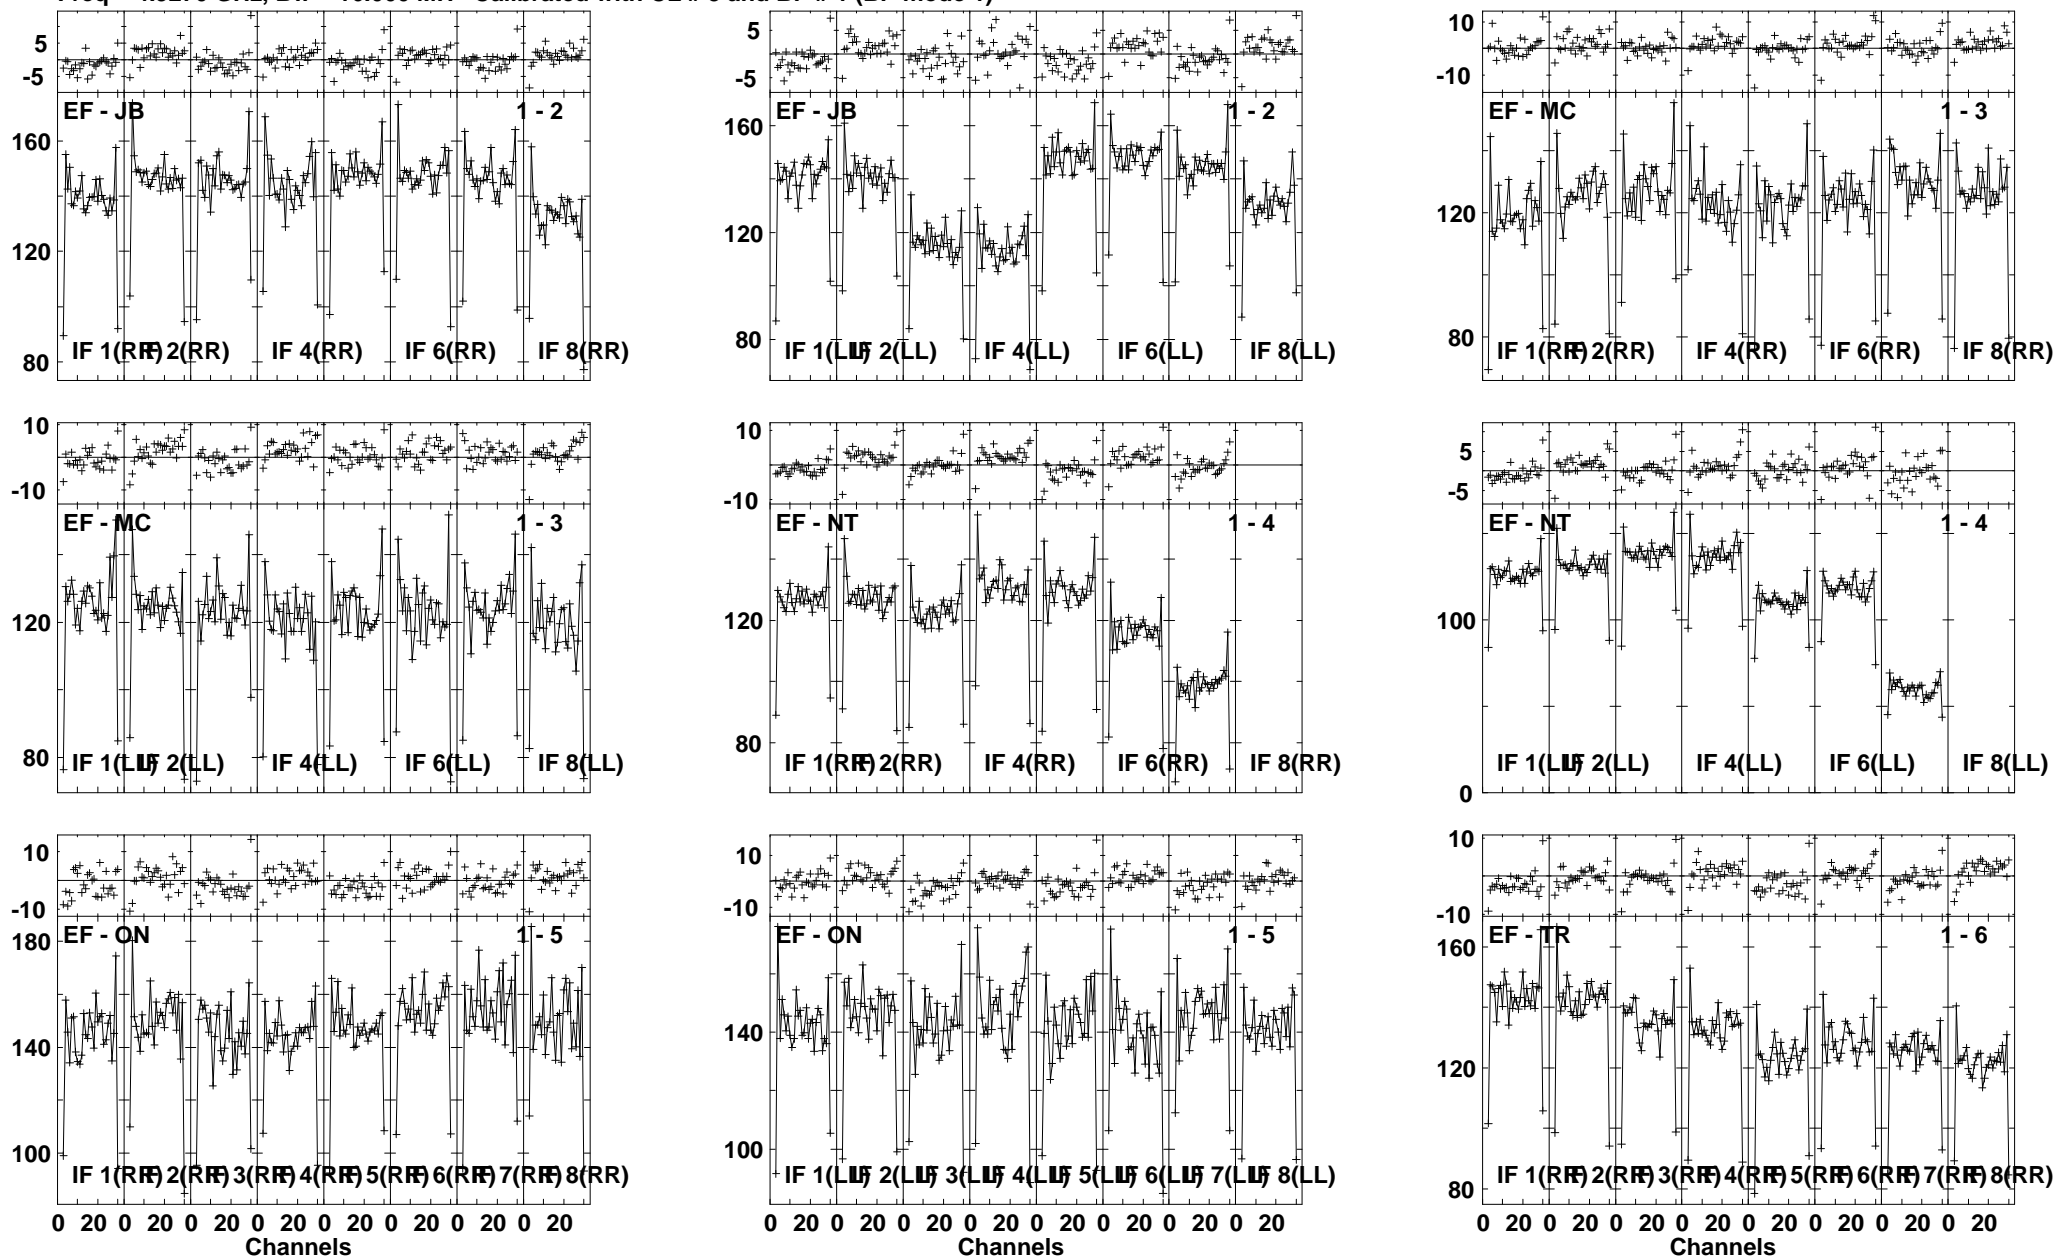 5
-5
EF - JB
1 - 2
160
120
80
IF 1(RR)
IF 2(RR)
IF 4(RR)
IF 6(RR)
IF 8(RR)
5
-5
EF - JB
1 - 2
160
120
80
IF 1(LL)
IF 2(LL)
IF 4(LL)
IF 6(LL)
IF 8(LL)
10
-10
EF - MC
1 - 3
120
80
IF 1(RR)
IF 2(RR)
IF 4(RR)
IF 6(RR)
IF 8(RR)
10
-10
EF - MC
1 - 3
120
80
IF 1(LL)
IF 2(LL)
IF 4(LL)
IF 6(LL)
IF 8(LL)
10
-10
EF - NT
1 - 4
120
80
IF 1(RR)
IF 2(RR)
IF 4(RR)
IF 6(RR)
IF 8(RR)
5
-5
EF - NT
1 - 4
100
0
IF 1(LL)
IF 2(LL)
IF 4(LL)
IF 6(LL)
IF 8(LL)
10
-10
EF - ON
1 - 5
180
140
100
IF 1(RR)
IF 2(RR)
IF 3(RR)
IF 4(RR)
IF 5(RR)
IF 6(RR)
IF 7(RR)
IF 8(RR)
0 20 0 20 0 20 0 20 0 20 0 20 0 20 0 20
Channels
10
-10
EF - ON
1 - 5
140
100
IF 1(LL)
IF 2(LL)
IF 3(LL)
IF 4(LL)
IF 5(LL)
IF 6(LL)
IF 7(LL)
IF 8(LL)
0 20 0 20 0 20 0 20 0 20 0 20 0 20 0 20
Channels
10
-10
EF - TR
1 - 6
160
120
80
IF 1(RR)
IF 2(RR)
IF 3(RR)
IF 4(RR)
IF 5(RR)
IF 6(RR)
IF 7(RR)
IF 8(RR)
0 20 0 20 0 20 0 20 0 20 0 20 0 20 0 20
Channels